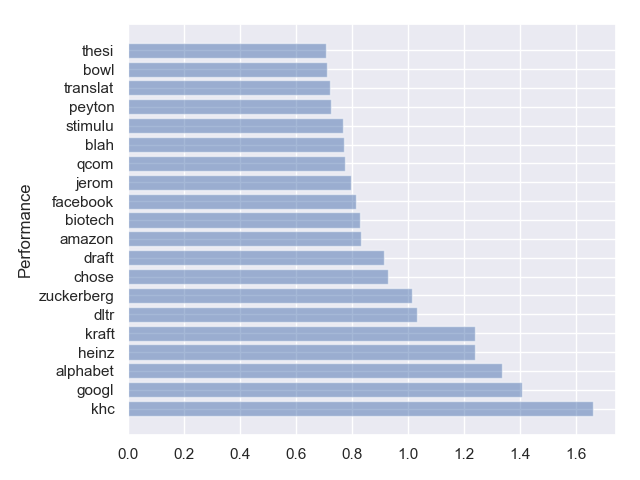 thesi
bowl
translat
peyton
stimulu
blah
qcom
jerom
facebook
biotech
amazon
draft
chose
zuckerberg
dltr
kraft
heinz
alphabet
googl
khc
Performance
0.0 0.2 0.4 0.6 0.8 1.0 1.2 1.4 1.6